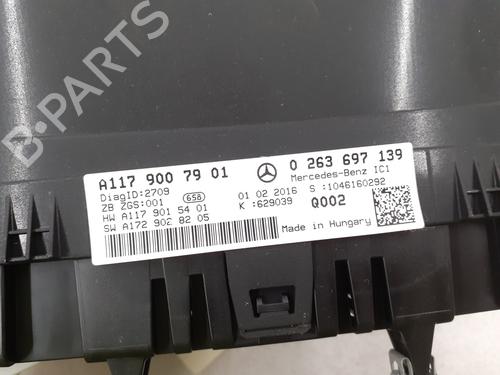 A117 900 79 01
0 263 697 139
DiagID:2709
Mercedes-Benz IC1
ZB ZGS:001
658
01 02 2016
S :1046160292
HW A117 901 54 01
K :629039
Q002
SW A172 902 82 05
Made in Hungary